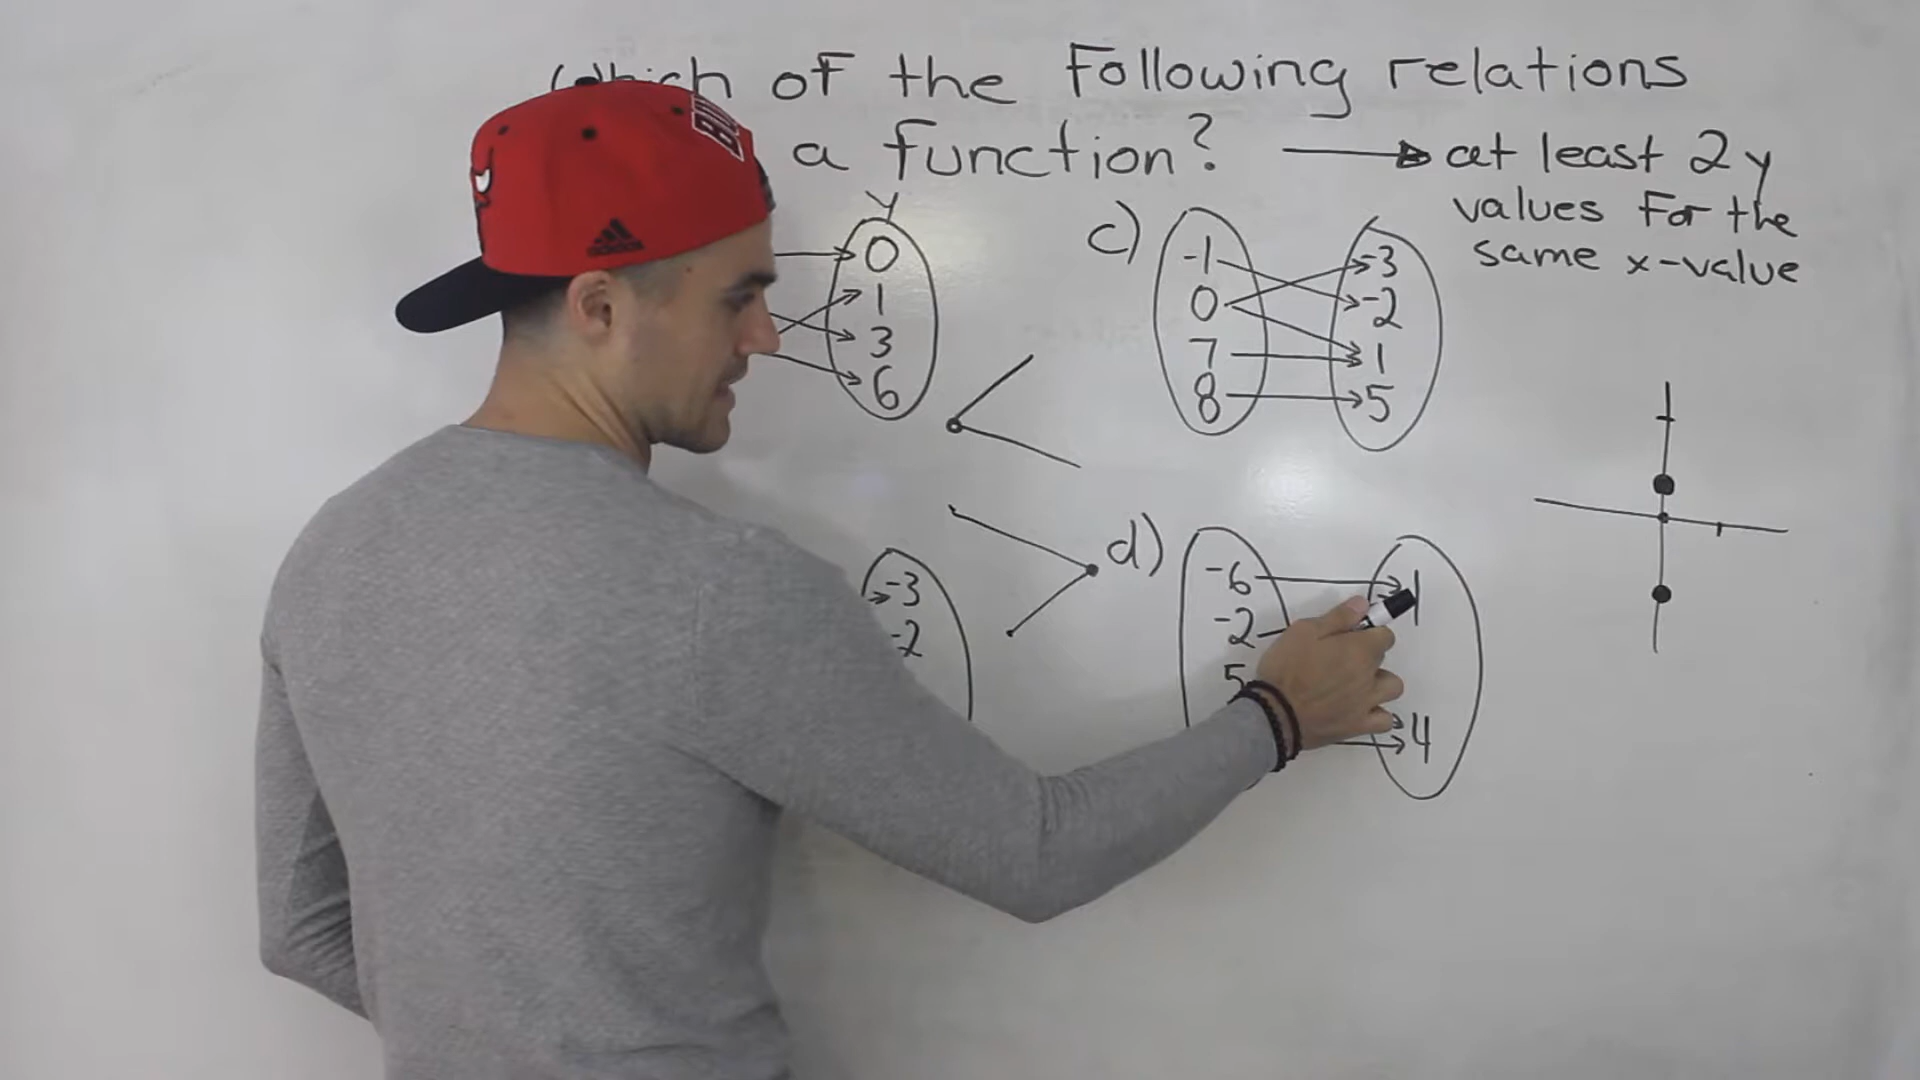 of the following relations
a function? → at least 2 y
values for the
same x-value
y
0
1
3
6
c)
-1
0
7
8
-3
-2
1
5
-3
-2
d)
-6
-2
5
1
4
adidas